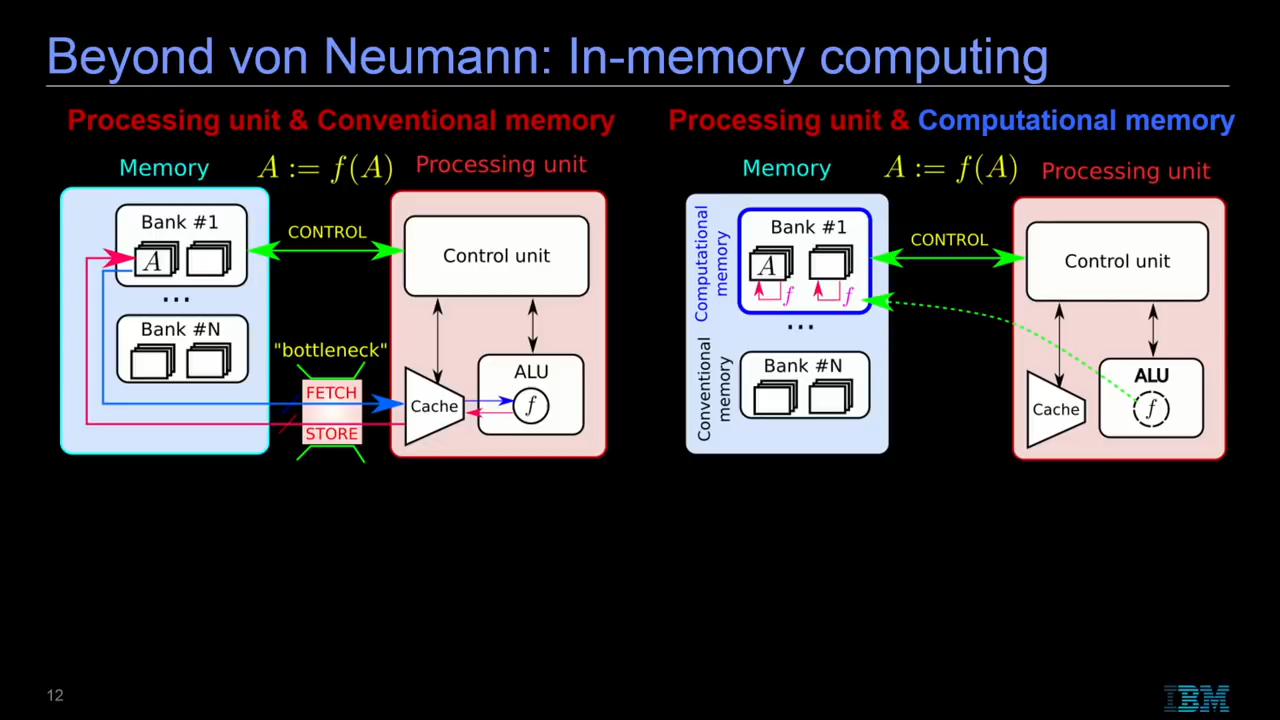 Beyond von Neumann: In-memory computing
Processing unit & Conventional memory
Memory
A := f(A)
Processing unit
Bank #1
A
...
Bank #N
CONTROL
"bottleneck"
FETCH
STORE
Control unit
Cache
ALU
f
Processing unit & Computational memory
Memory
A := f(A)
Processing unit
Computational
memory
Bank #1
A
f
f
...
Conventional
memory
Bank #N
CONTROL
Control unit
Cache
ALU
f
12
IBM